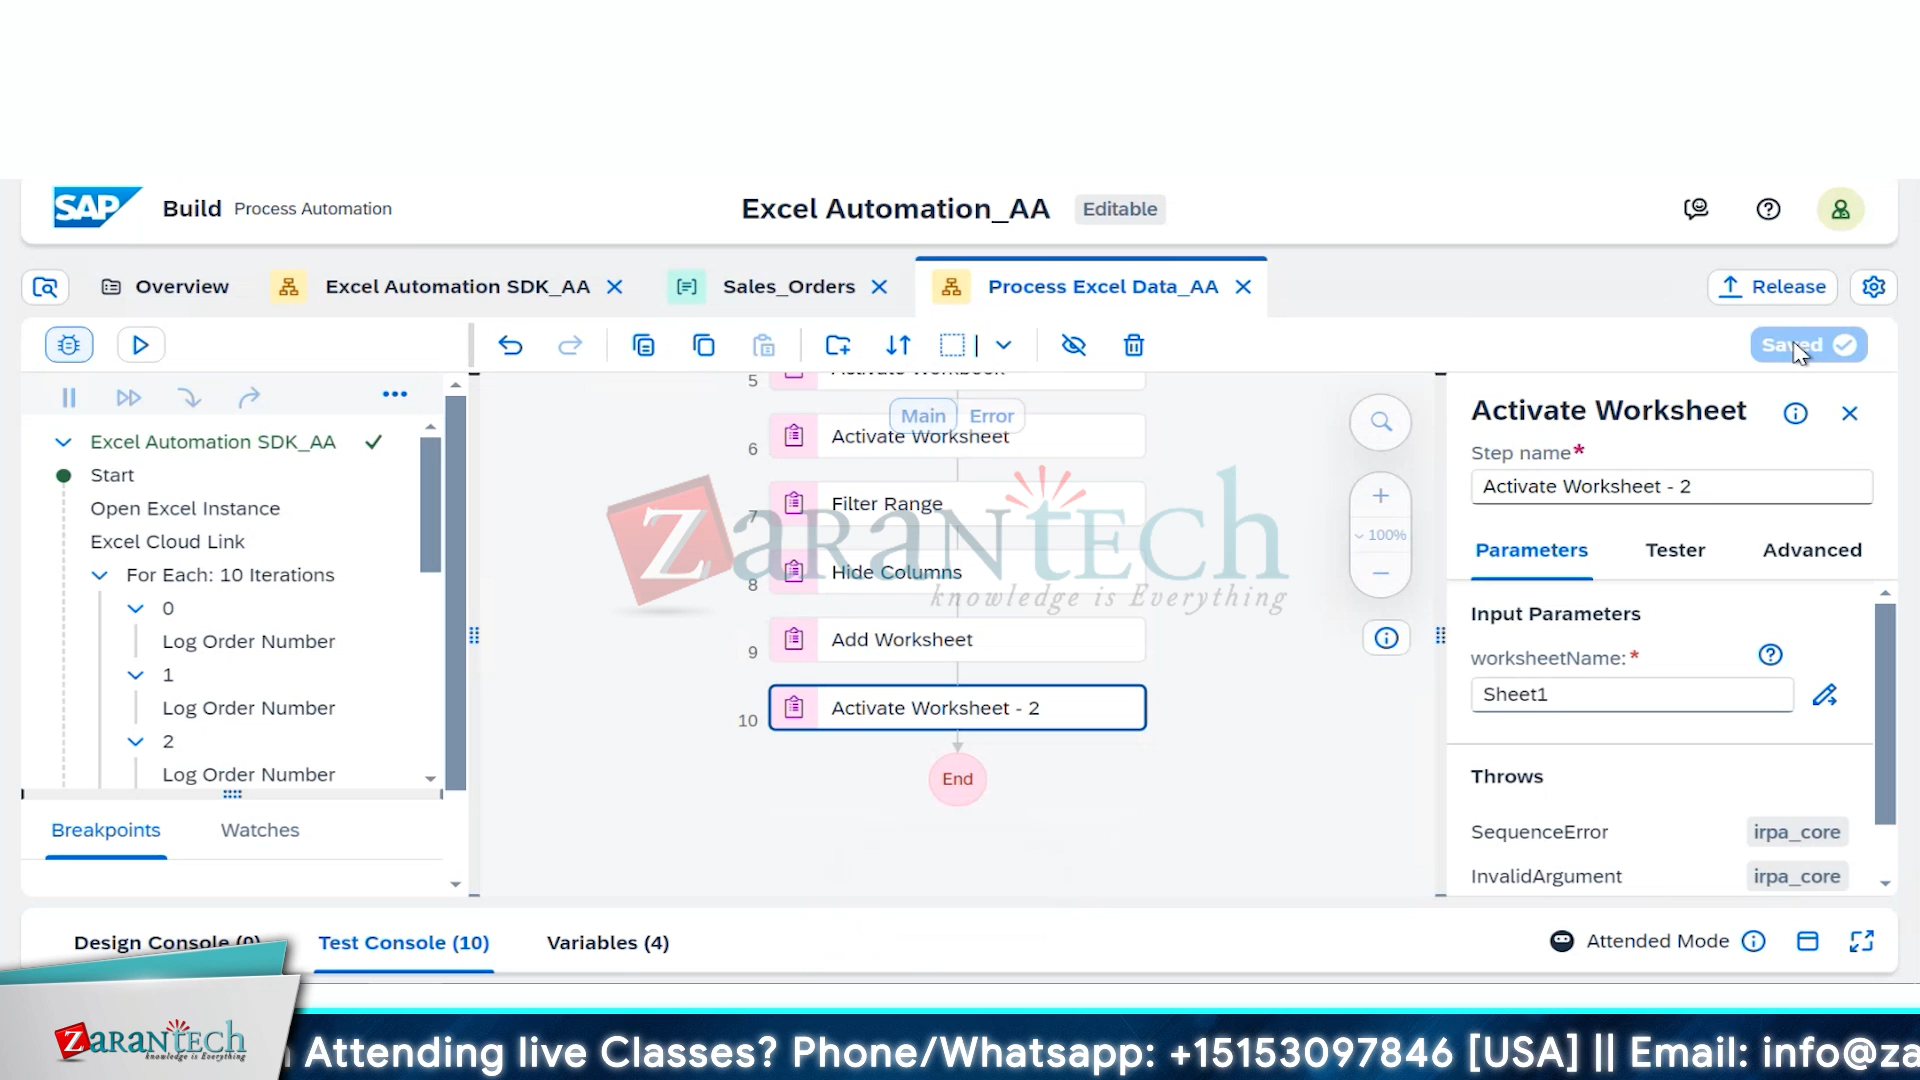 SAP Build Process Automation
Excel Automation_AA Editable
Overview
Excel Automation SDK_AA
Sales_Orders
Process Excel Data_AA
Release
Saved
Excel Automation SDK_AA
Start
Open Excel Instance
Excel Cloud Link
For Each: 10 Iterations
0
Log Order Number
1
Log Order Number
2
Log Order Number
Breakpoints
Watches
5 Activate Workbook
Main Error
6 Activate Worksheet
7 Filter Range
8 Hide Columns
9 Add Worksheet
10 Activate Worksheet - 2
End
ZARANTECH
knowledge is Everything
100%
Activate Worksheet
Step name*
Activate Worksheet - 2
Parameters Tester Advanced
Input Parameters
worksheetName: *
Sheet1
Throws
SequenceError irpa_core
InvalidArgument irpa_core
Design Console (0)
Test Console (10)
Variables (4)
Attended Mode
ZARANTECH
knowledge is Everything
Attending live Classes? Phone/Whatsapp: +15153097846 [USA] || Email: info@za